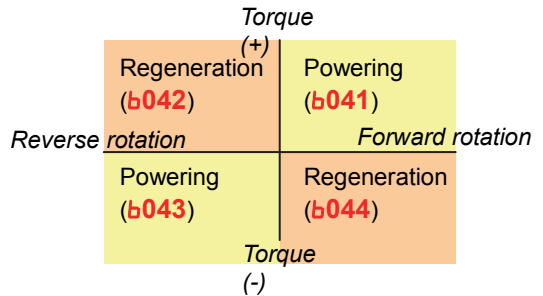 Torque
(+)
Regeneration
(b042)
Powering
(b041)
Reverse rotation
Forward rotation
Powering
(b043)
Regeneration
(b044)
Torque
(-)